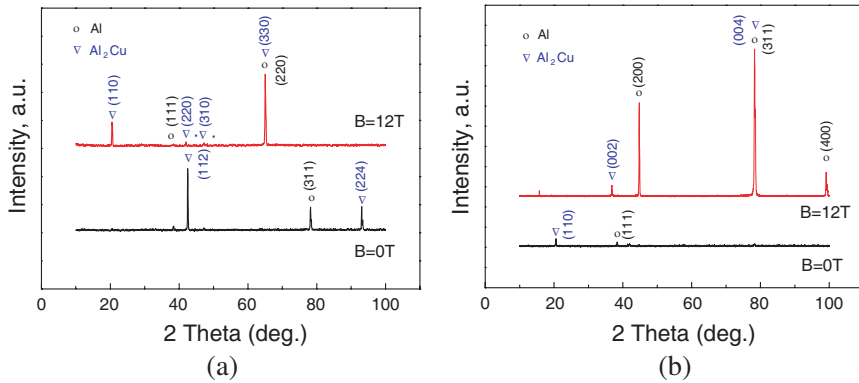 Intensity, a.u.
○ Al
▽ Al₂Cu
(110)
(111)
(220)
(310)
(330)
(220)
B=12T
(112)
(311)
(224)
B=0T
0 20 40 60 80 100
2 Theta (deg.)
(a)
Intensity, a.u.
○ Al
▽ Al₂Cu
(002)
(200)
(004)
(311)
(400)
B=12T
(110)
(111)
B=0T
0 20 40 60 80 100
2 Theta (deg.)
(b)